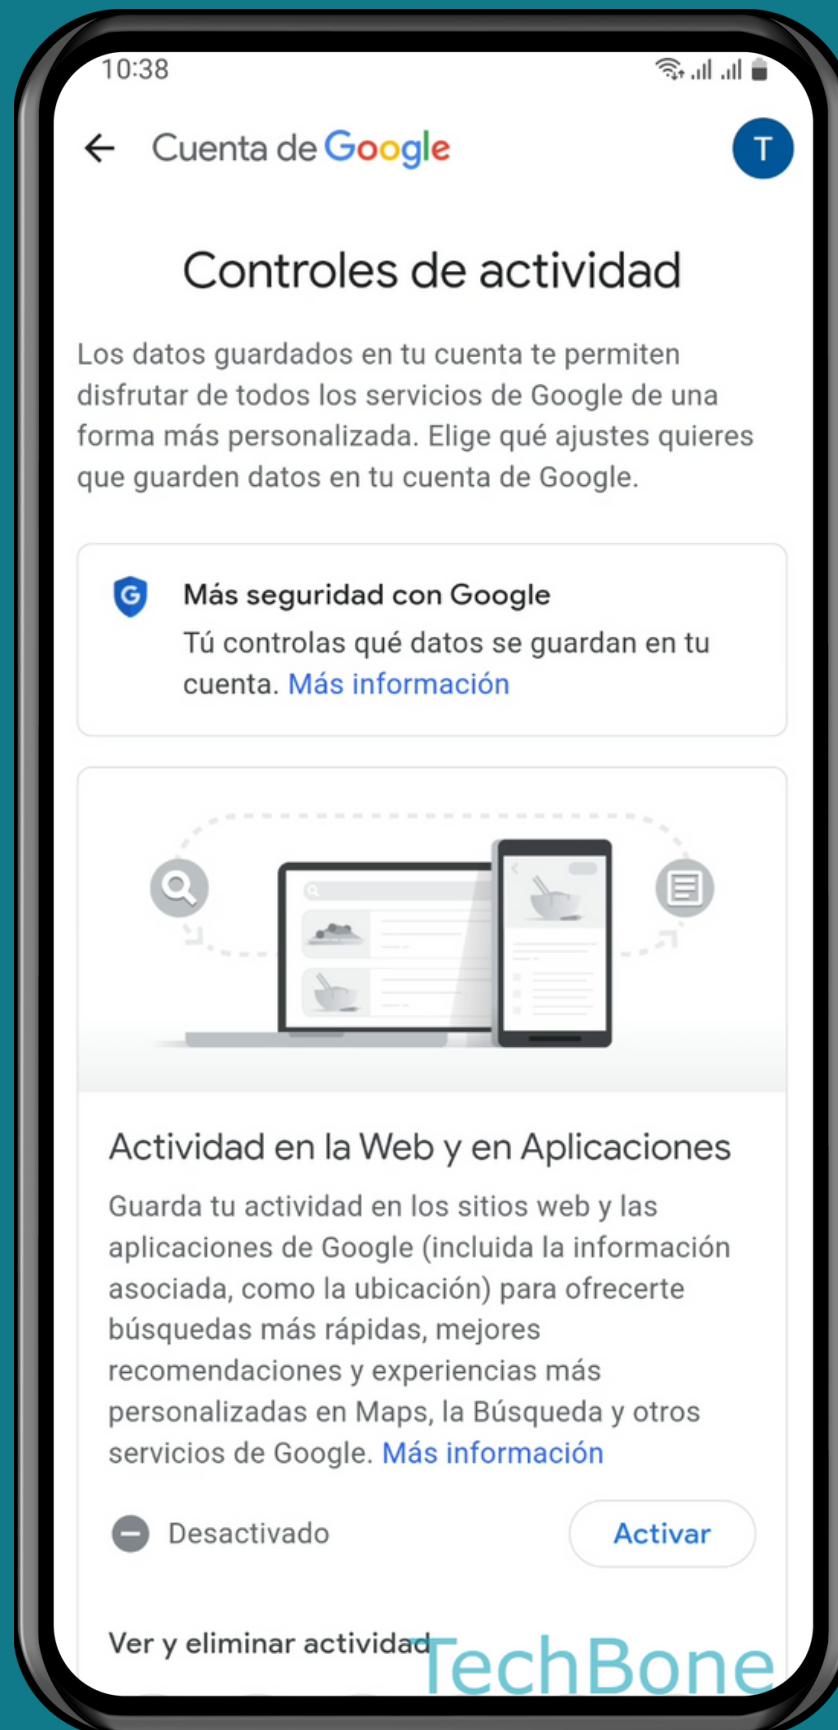 10:38
Cuenta de Google
T
Controles de actividad
Los datos guardados en tu cuenta te permiten
disfrutar de todos los servicios de Google de una
forma más personalizada. Elige qué ajustes quieres
que guarden datos en tu cuenta de Google.
G
Más seguridad con Google
Tú controlas qué datos se guardan en tu
cuenta. Más información
Actividad en la Web y en Aplicaciones
Guarda tu actividad en los sitios web y las
aplicaciones de Google (incluida la información
asociada, como la ubicación) para ofrecerte
búsquedas más rápidas, mejores
recomendaciones y experiencias más
personalizadas en Maps, la Búsqueda y otros
servicios de Google. Más información
Desactivado
Activar
Ver y eliminar actividad
TechBone